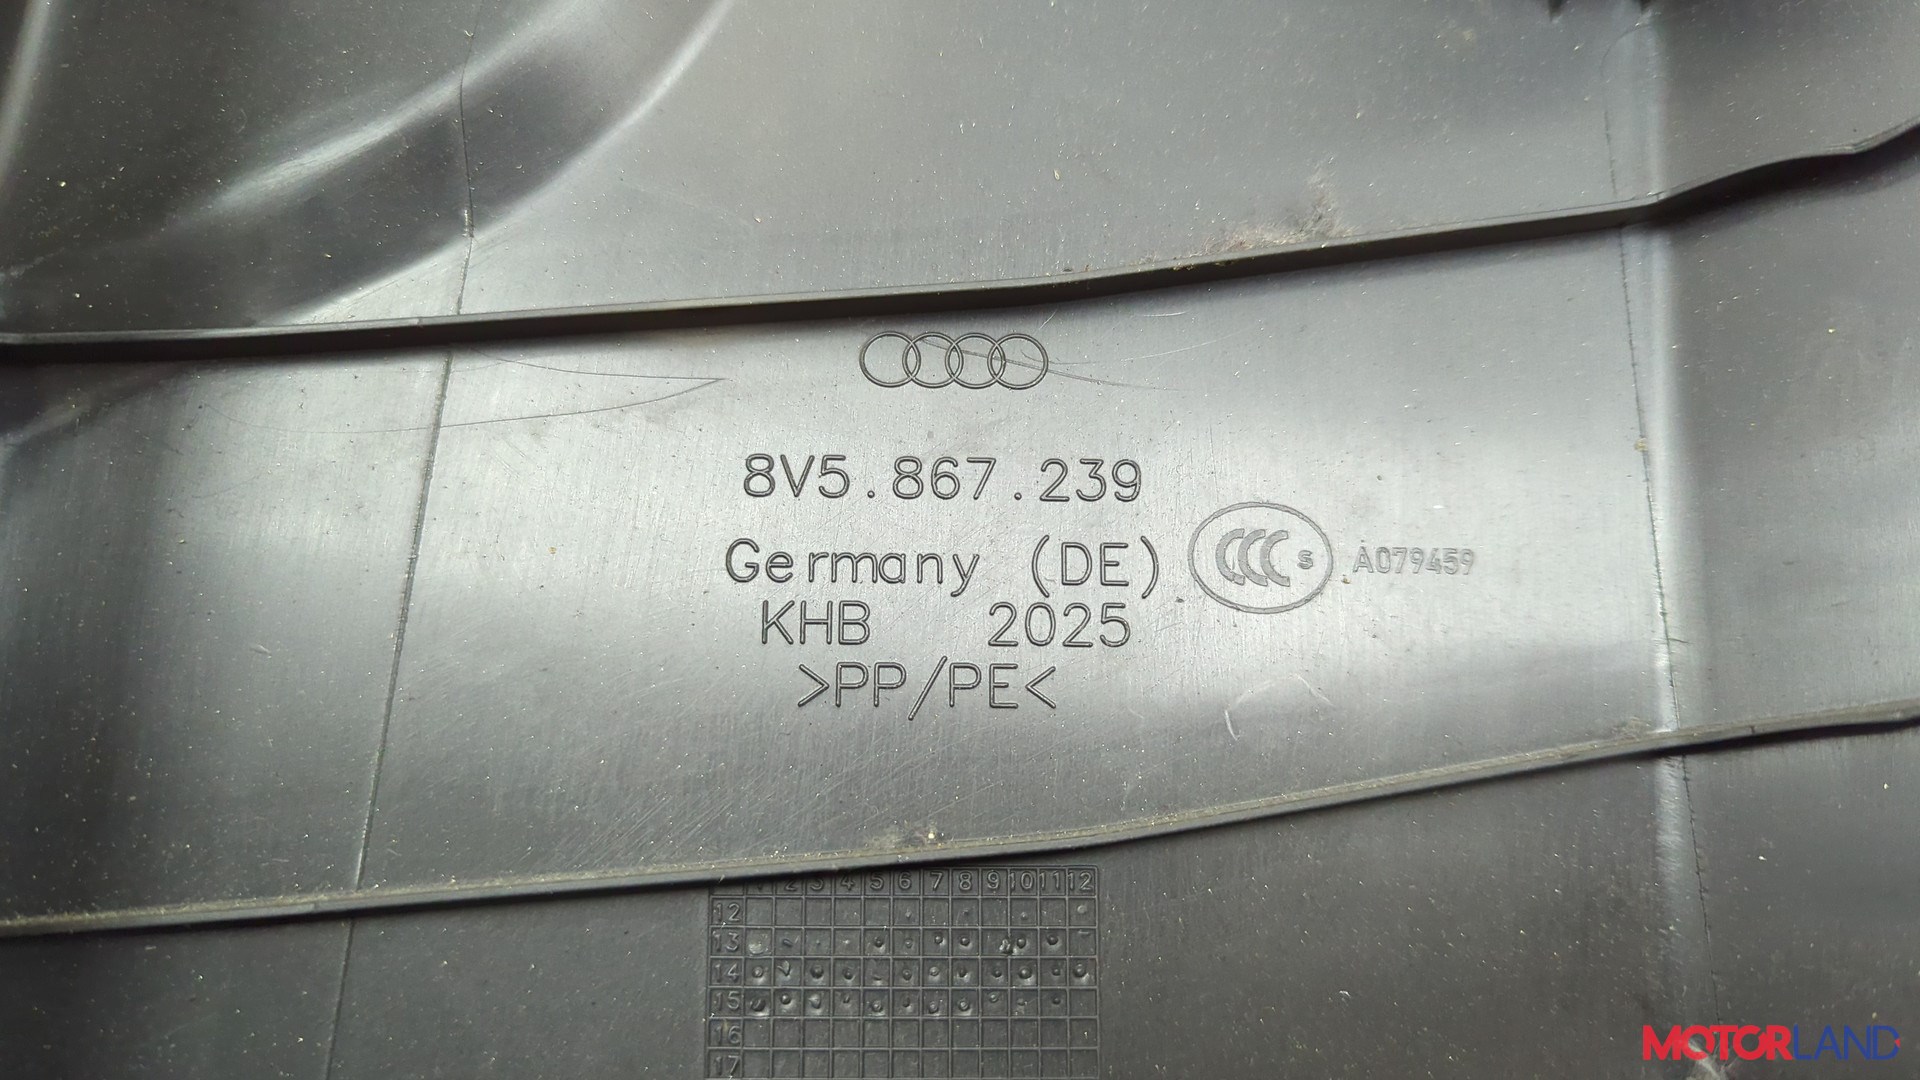 8V5.867.239
Germany (DE)
CCC S A079459
KHB 2025
>PP/PE<
1 2 3 4 5 6 7 8 9 10 11 12
12
13
14
15
16
17
MOTORLAND